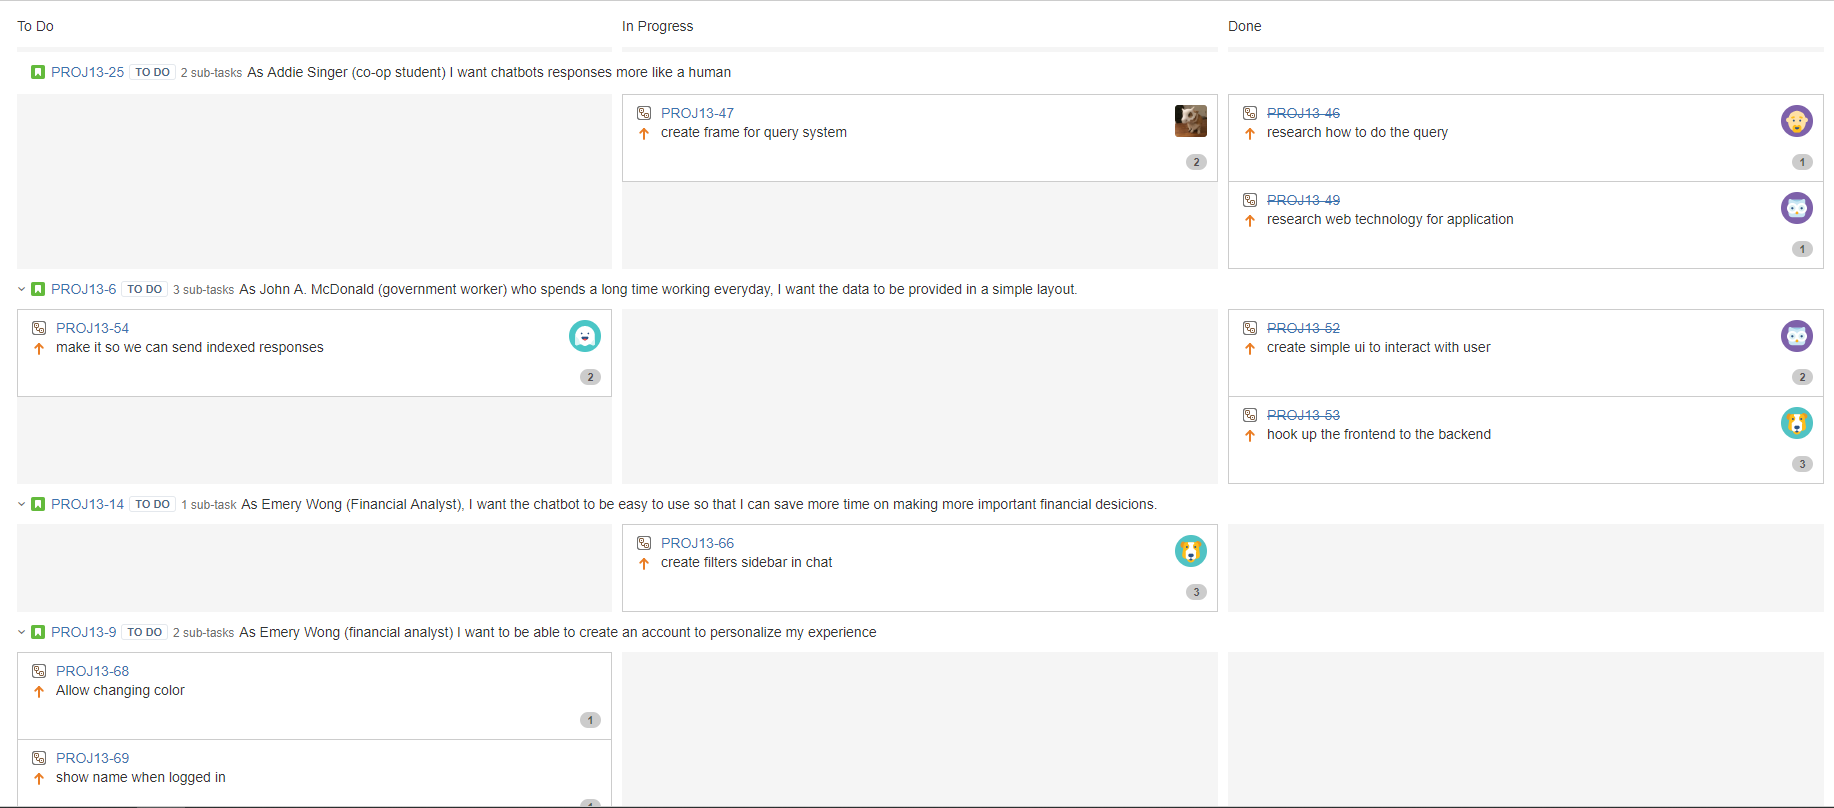 To Do In Progress Done
PROJ13-25 TO DO 2 sub-tasks As Addie Singer (co-op student) I want chatbots responses more like a human
PROJ13-47
create frame for query system
2
PROJ13-46
research how to do the query
1
PROJ13-49
research web technology for application
1
PROJ13-6 TO DO 3 sub-tasks As John A. McDonald (government worker) who spends a long time working everyday, I want the data to be provided in a simple layout.
PROJ13-54
make it so we can send indexed responses
2
PROJ13-52
create simple ui to interact with user
2
PROJ13-53
hook up the frontend to the backend
3
PROJ13-14 TO DO 1 sub-task As Emery Wong (Financial Analyst), I want the chatbot to be easy to use so that I can save more time on making more important financial desicions.
PROJ13-66
create filters sidebar in chat
3
PROJ13-9 TO DO 2 sub-tasks As Emery Wong (financial analyst) I want to be able to create an account to personalize my experience
PROJ13-68
Allow changing color
1
PROJ13-69
show name when logged in